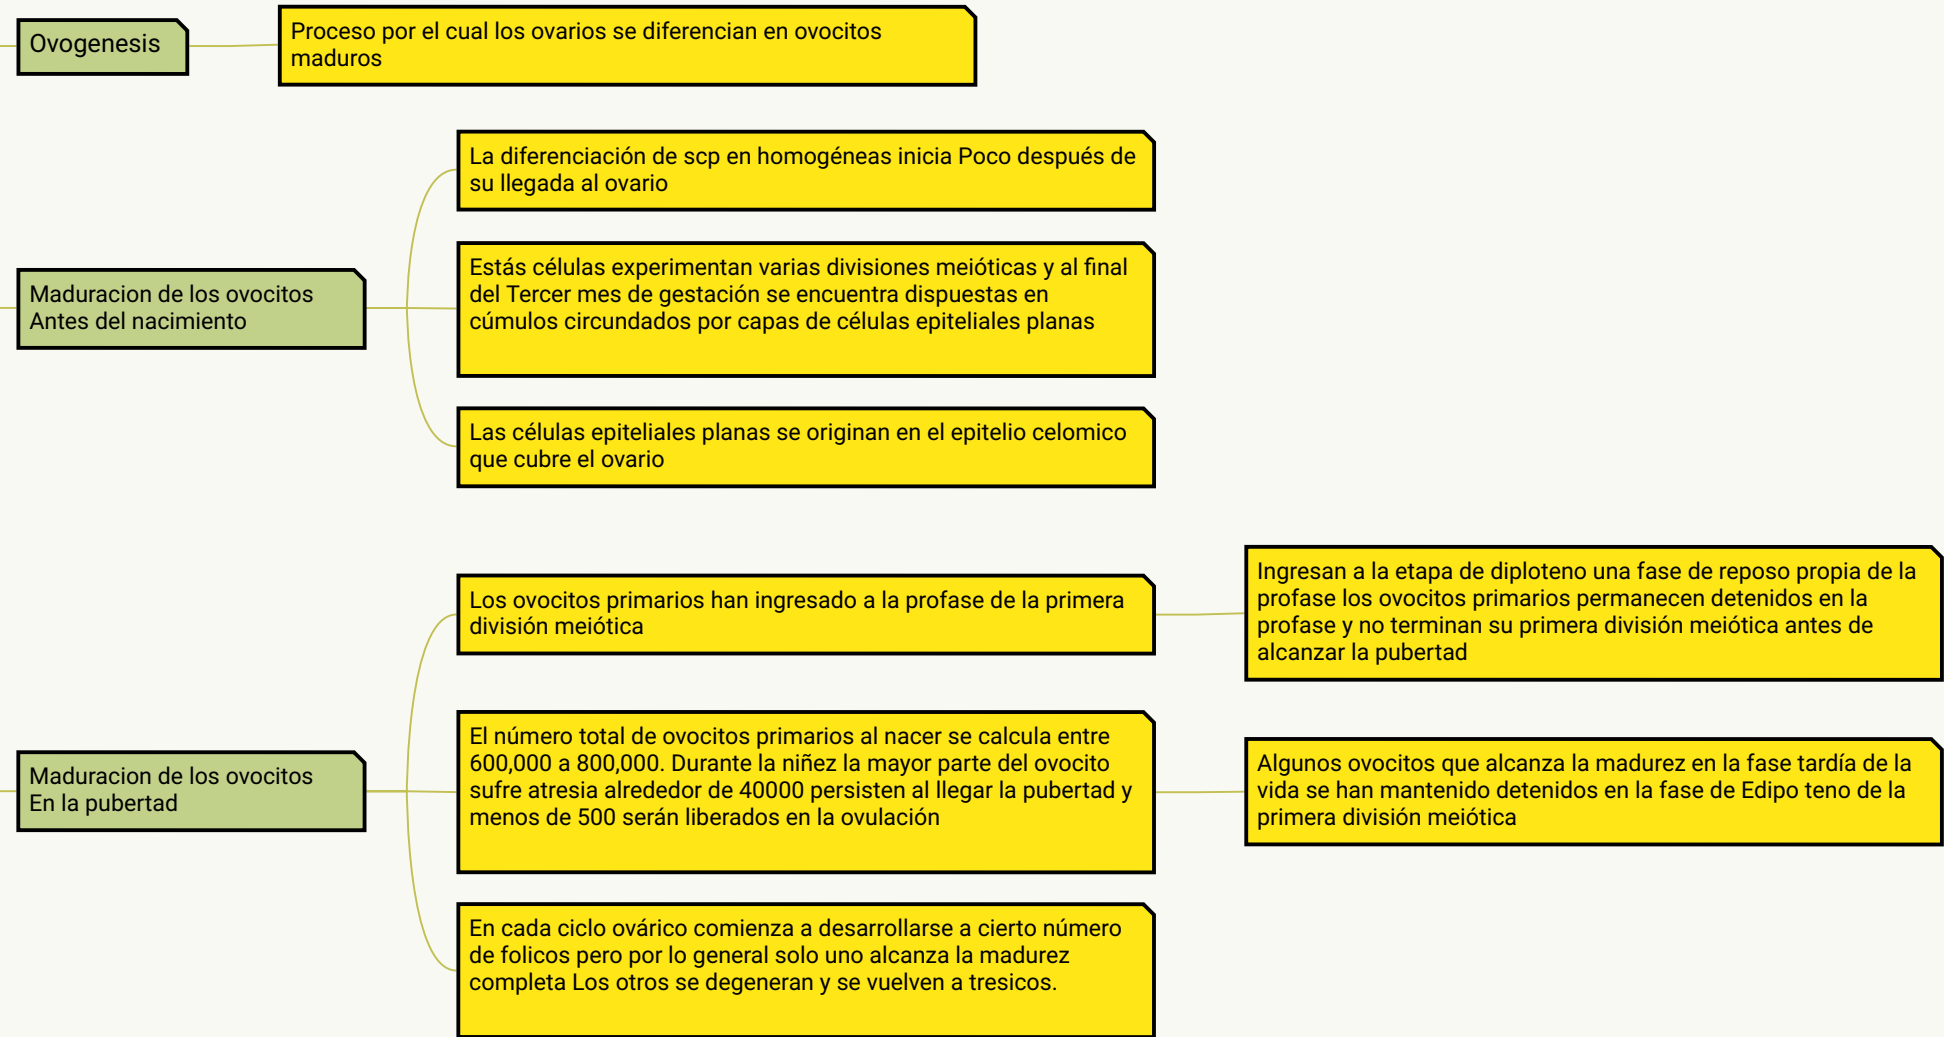 Ovogenesis
Proceso por el cual los ovarios se diferencian en ovocitos
maduros
Maduracion de los ovocitos
Antes del nacimiento
La diferenciación de scp en homogéneas inicia Poco después de
su llegada al ovario
Estás células experimentan varias divisiones meióticas y al final
del Tercer mes de gestación se encuentra dispuestas en
cúmulos circundados por capas de células epiteliales planas
Las células epiteliales planas se originan en el epitelio celomico
que cubre el ovario
Maduracion de los ovocitos
En la pubertad
Los ovocitos primarios han ingresado a la profase de la primera
división meiótica
Ingresan a la etapa de diploteno una fase de reposo propia de la
profase los ovocitos primarios permanecen detenidos en la
profase y no terminan su primera división meiótica antes de
alcanzar la pubertad
El número total de ovocitos primarios al nacer se calcula entre
600,000 a 800,000. Durante la niñez la mayor parte del ovocito
sufre atresia alrededor de 40000 persisten al llegar la pubertad y
menos de 500 serán liberados en la ovulación
Algunos ovocitos que alcanza la madurez en la fase tardía de la
vida se han mantenido detenidos en la fase de Edipo teno de la
primera división meiótica
En cada ciclo ovárico comienza a desarrollarse a cierto número
de folicos pero por lo general solo uno alcanza la madurez
completa Los otros se degeneran y se vuelven a tresicos.